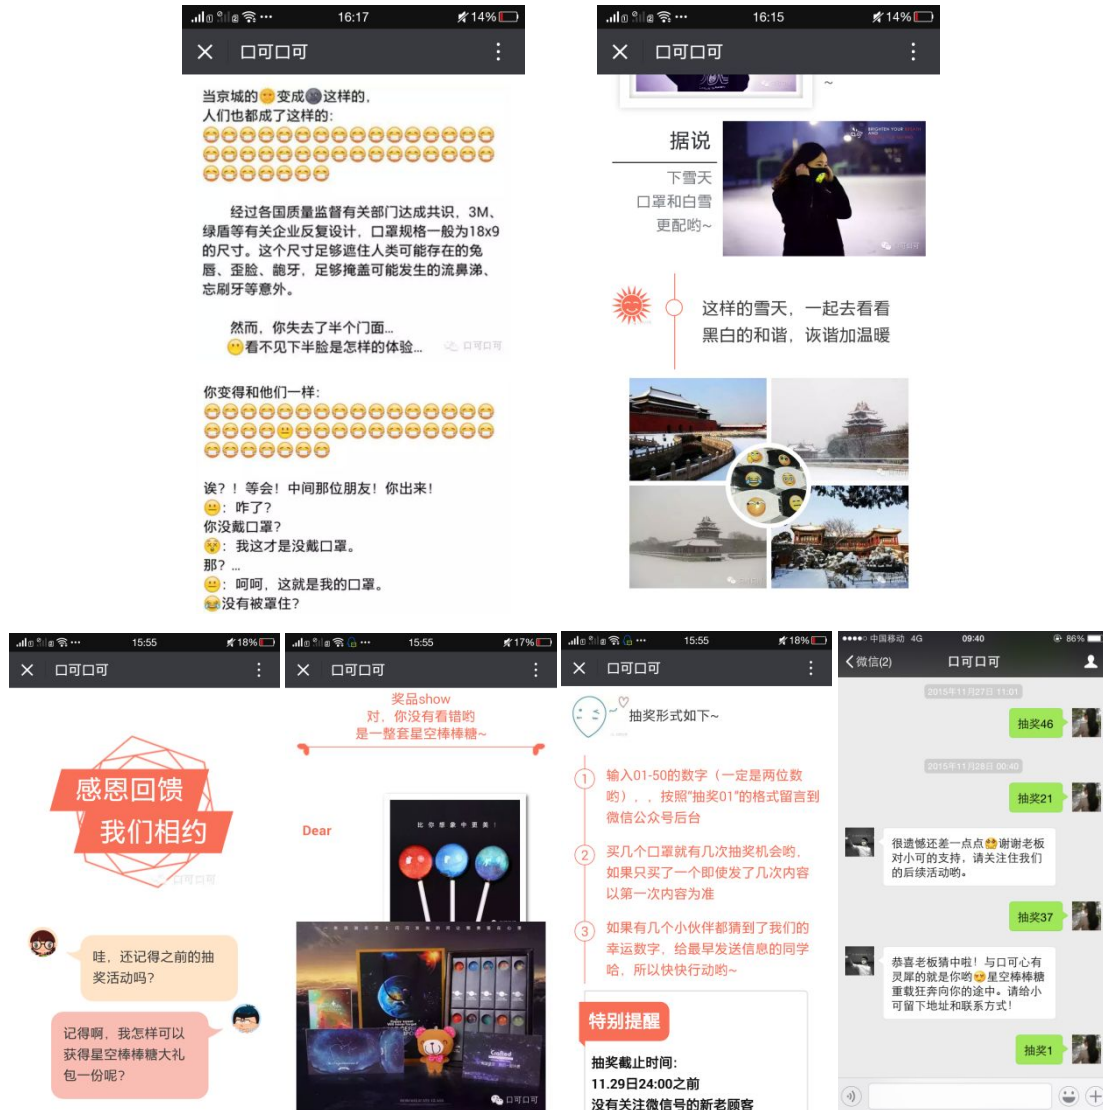 16:17
14%
口可口可
当京城的😶变成🌚这样的，
人们也都成了这样的：
经过各国质量监督有关部门达成共识，3M、
绿盾等有关企业反复设计，口罩规格一般为18x9
的尺寸。这个尺寸足够遮住人类可能存在的兔
唇、歪脸、龅牙，足够掩盖可能发生的流鼻涕、
忘刷牙等意外。
然而，你失去了半个门面...
看不见下半脸是怎样的体验...
口可口可
你变得和他们一样：
诶？！等会！中间那位朋友！你出来！
：咋了？
你没戴口罩？
：我这才是没戴口罩。
那？...
：呵呵，这就是我的口罩。
没有被罩住？
16:15
14%
口可口可
~
据说
下雪天
口罩和白雪
更配哟~
BRIGHTEN YOUR
AND
口可口可
这样的雪天，一起去看看
黑白的和谐，诙谐加温暖
15:55
18%
口可口可
感恩回馈
我们相约
口可口可
哇，还记得之前的抽
奖活动吗？
记得啊，我怎样可以
获得星空棒棒糖大礼
包一份呢？
15:55
17%
口可口可
奖品show
对，你没有看错哟
是一整套星空棒棒糖~
Dear
比你想象中更美！
口可口可
15:55
18%
口可口可
抽奖形式如下~
1
输入01-50的数字（一定是两位数
哟），，按照“抽奖01”的格式留言到
微信公众号后台
2
买几个口罩就有几次抽奖机会哟，
如果只买了一个即使发了几次内容
以第一次内容为准
3
如果有几个小伙伴都猜到了我们的
幸运数字，给最早发送信息的同学
哈，所以快快行动哟~
特别提醒
抽奖截止时间：
11.29日24:00之前
没有关注微信号的新老顾客
中国移动 4G
09:40
86%
微信(2)
口可口可
2015年11月27日 11:01
抽奖46
2015年11月28日 00:40
抽奖21
很遗憾还差一点点谢谢老板
对小可的支持，请关注住我们
的后续活动哟。
抽奖37
恭喜老板猜中啦！与口可心有
灵犀的就是你哟星空棒棒糖
重载狂奔向你的途中。请给小
可留下地址和联系方式！
抽奖1